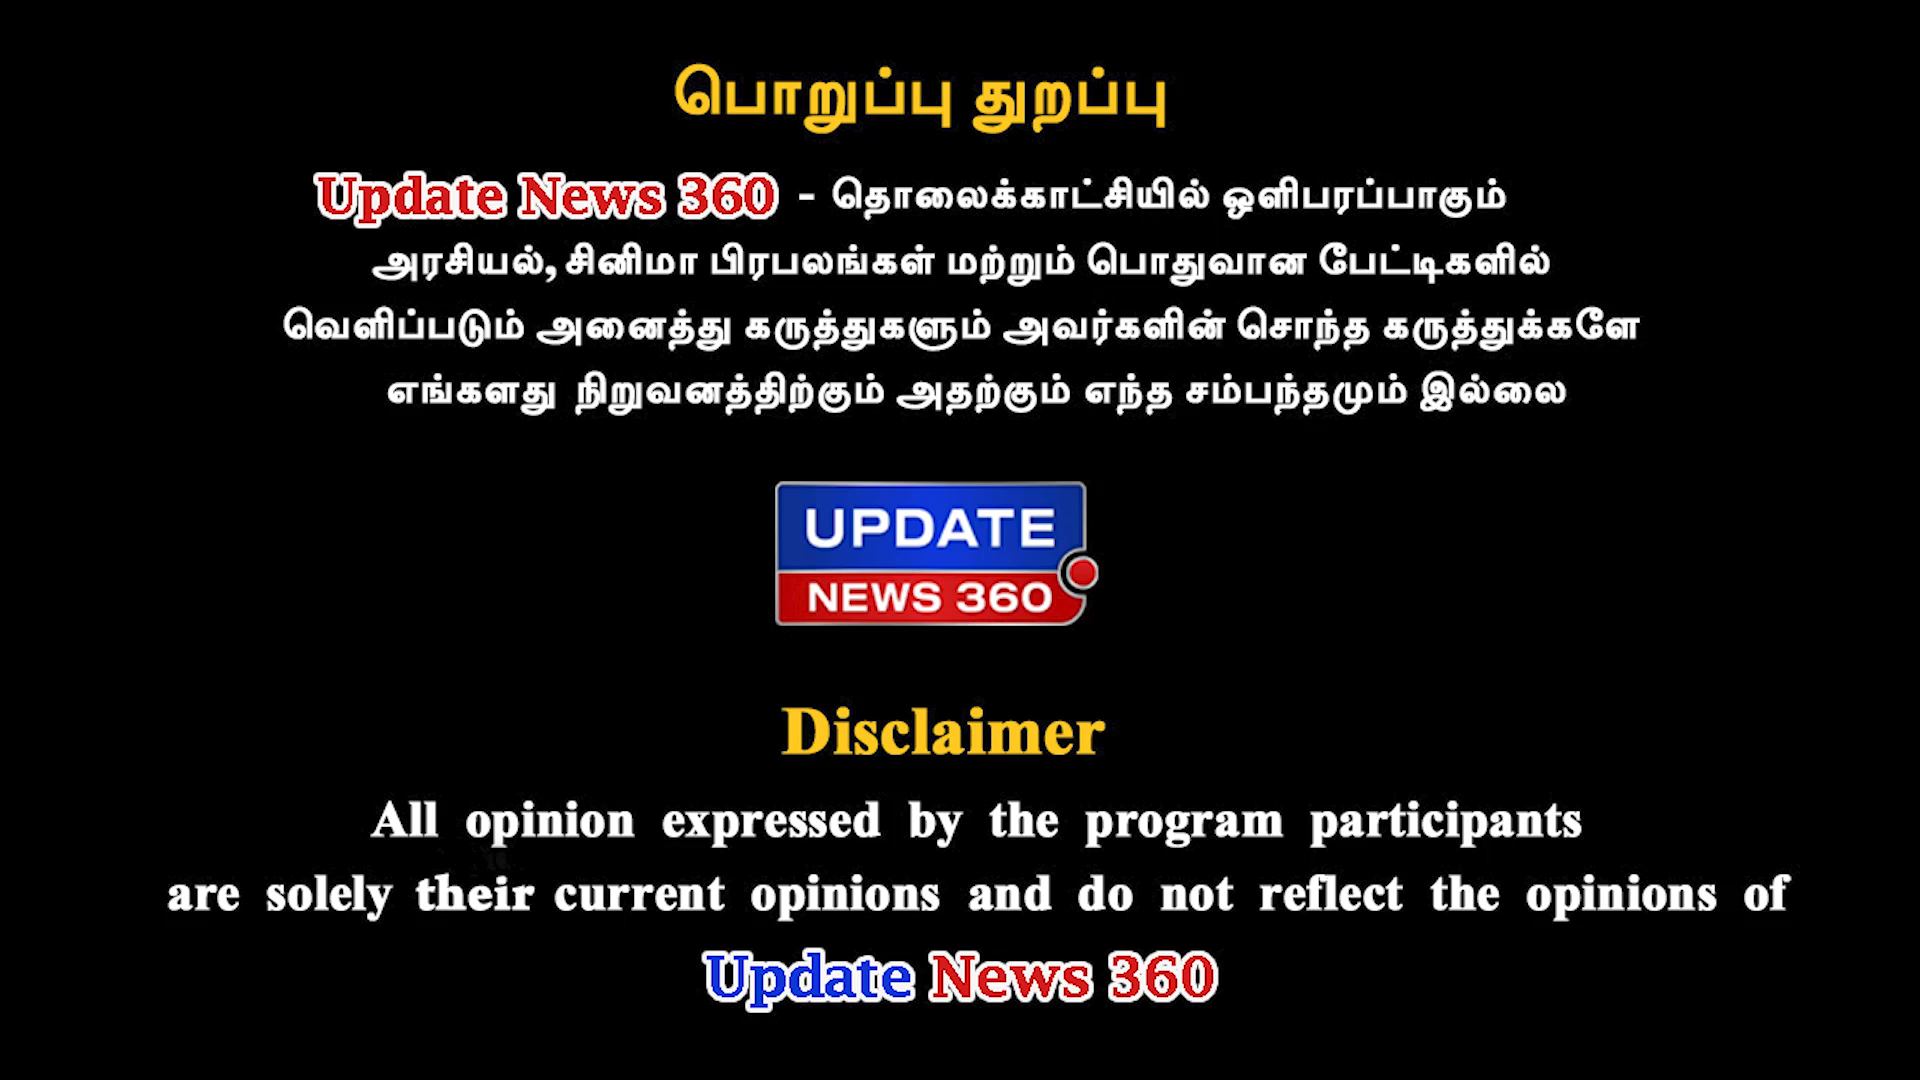 பொறுப்பு துறப்பு
Update News 360 - தொலைக்காட்சியில் ஒளிபரப்பாகும்
அரசியல், சினிமா பிரபலங்கள் மற்றும் பொதுவான பேட்டிகளில்
வெளிப்படும் அனைத்து கருத்துகளும் அவர்களின் சொந்த கருத்துக்களே
எங்களது நிறுவனத்திற்கும் அதற்கும் எந்த சம்பந்தமும் இல்லை
UPDATE
NEWS 360
Disclaimer
All opinion expressed by the program participants
are solely their current opinions and do not reflect the opinions of
Update News 360